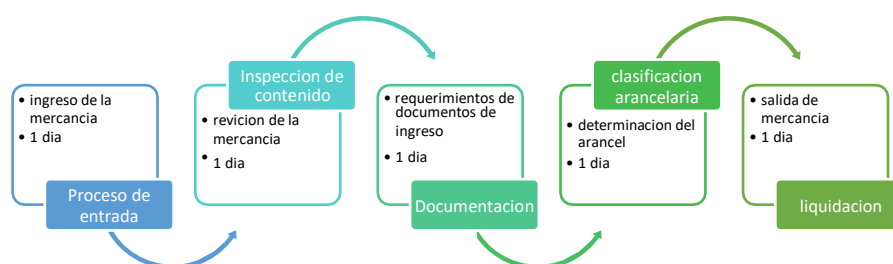 • ingreso de la
mercancia
• 1 dia
Proceso de
entrada
Inspeccion de
contenido
• revicion de la
mercancia
• 1 dia
• requerimientos de
documentos de
ingreso
• 1 dia
Documentacion
clasificacion
arancelaria
• determinacion del
arancel
• 1 dia
• salida de
mercancia
• 1 dia
liquidacion